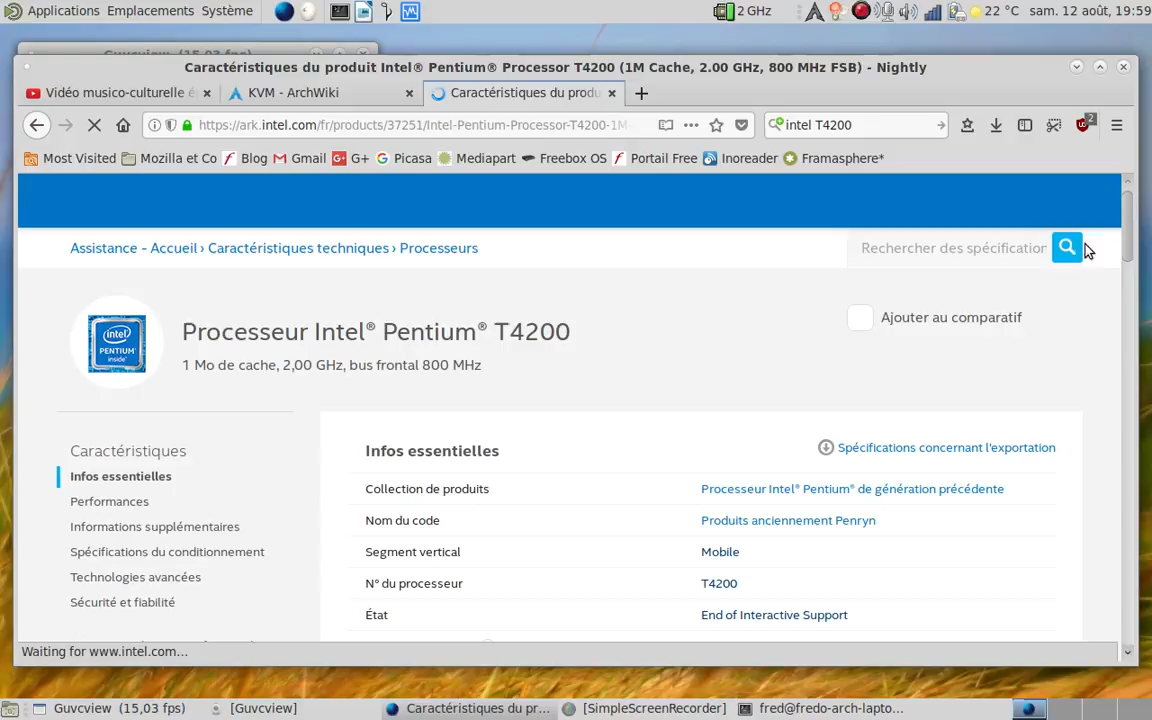 Applications Emplacements Système
2 GHz
22 °C sam. 12 août, 19:59
Guvcview (15,03 fps)
Caractéristiques du produit Intel® Pentium® Processor T4200 (1M Cache, 2.00 GHz, 800 MHz FSB) - Nightly
Vidéo musico-culturelle é
KVM - ArchWiki
Caractéristiques du produ
https://ark.intel.com/fr/products/37251/Intel-Pentium-Processor-T4200-1M-
intel T4200
2
Most Visited Mozilla et Co Blog Gmail G+ Picasa Mediapart Freebox OS Portail Free Inoreader Framasphere*
Assistance - Accueil › Caractéristiques techniques › Processeurs
Rechercher des spécification
intel PENTIUM® inside™
Processeur Intel® Pentium® T4200
1 Mo de cache, 2,00 GHz, bus frontal 800 MHz
Ajouter au comparatif
Caractéristiques
Infos essentielles
Performances
Informations supplémentaires
Spécifications du conditionnement
Technologies avancées
Sécurité et fiabilité
Infos essentielles
Spécifications concernant l'exportation
Collection de produits Processeur Intel® Pentium® de génération précédente
Nom du code Produits anciennement Penryn
Segment vertical Mobile
N° du processeur T4200
État End of Interactive Support
Waiting for www.intel.com...
Guvcview (15,03 fps)
[Guvcview]
Caractéristiques du pr...
[SimpleScreenRecorder]
fred@fredo-arch-lapto...